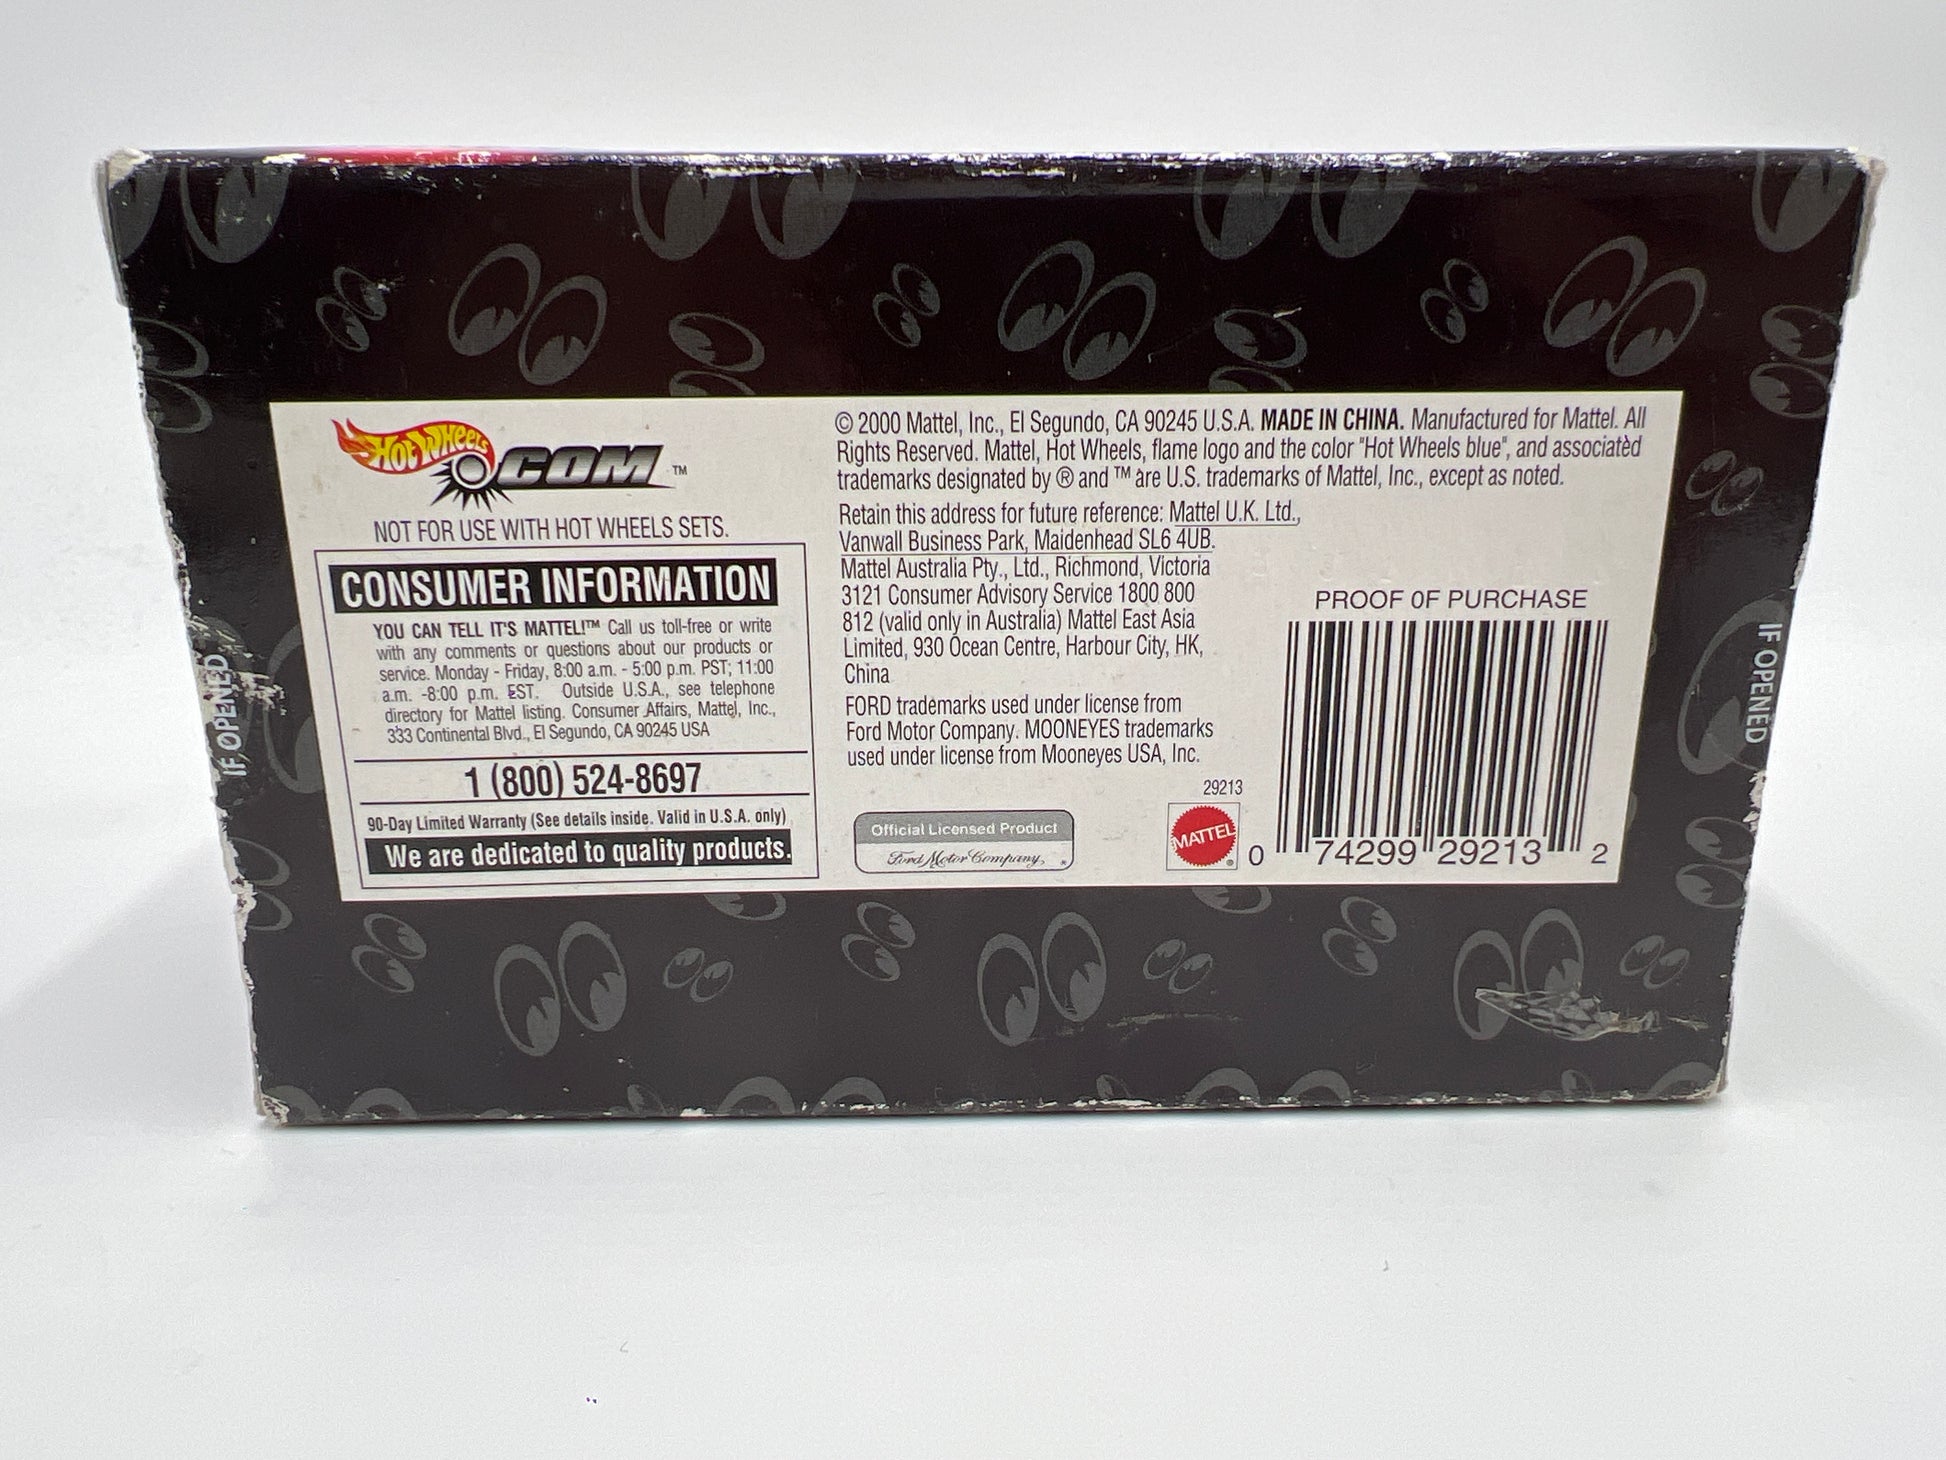 HOT WHEELS .COM ™
NOT FOR USE WITH HOT WHEELS SETS.
CONSUMER INFORMATION
YOU CAN TELL IT'S MATTEL!™ Call us toll-free or write
with any comments or questions about our products or
service. Monday - Friday, 8:00 a.m. - 5:00 p.m. PST; 11:00
a.m. -8:00 p.m. EST. Outside U.S.A., see telephone
directory for Mattel listing. Consumer Affairs, Mattel, Inc.,
333 Continental Blvd., El Segundo, CA 90245 USA
1 (800) 524-8697
90-Day Limited Warranty (See details inside. Valid in U.S.A. only)
We are dedicated to quality products.
© 2000 Mattel, Inc., El Segundo, CA 90245 U.S.A. MADE IN CHINA. Manufactured for Mattel. All
Rights Reserved. Mattel, Hot Wheels, flame logo and the color "Hot Wheels blue", and associated
trademarks designated by ® and ™ are U.S. trademarks of Mattel, Inc., except as noted.
Retain this address for future reference: Mattel U.K. Ltd.,
Vanwall Business Park, Maidenhead SL6 4UB.
Mattel Australia Pty., Ltd., Richmond, Victoria
3121 Consumer Advisory Service 1800 800
812 (valid only in Australia) Mattel East Asia
Limited, 930 Ocean Centre, Harbour City, HK,
China
FORD trademarks used under license from
Ford Motor Company. MOONEYES trademarks
used under license from Mooneyes USA, Inc.
Official Licensed Product
Ford Motor Company ®
29213
MATTEL ®
PROOF OF PURCHASE
0 74299 29213 2
IF OPENED
IF OPENED